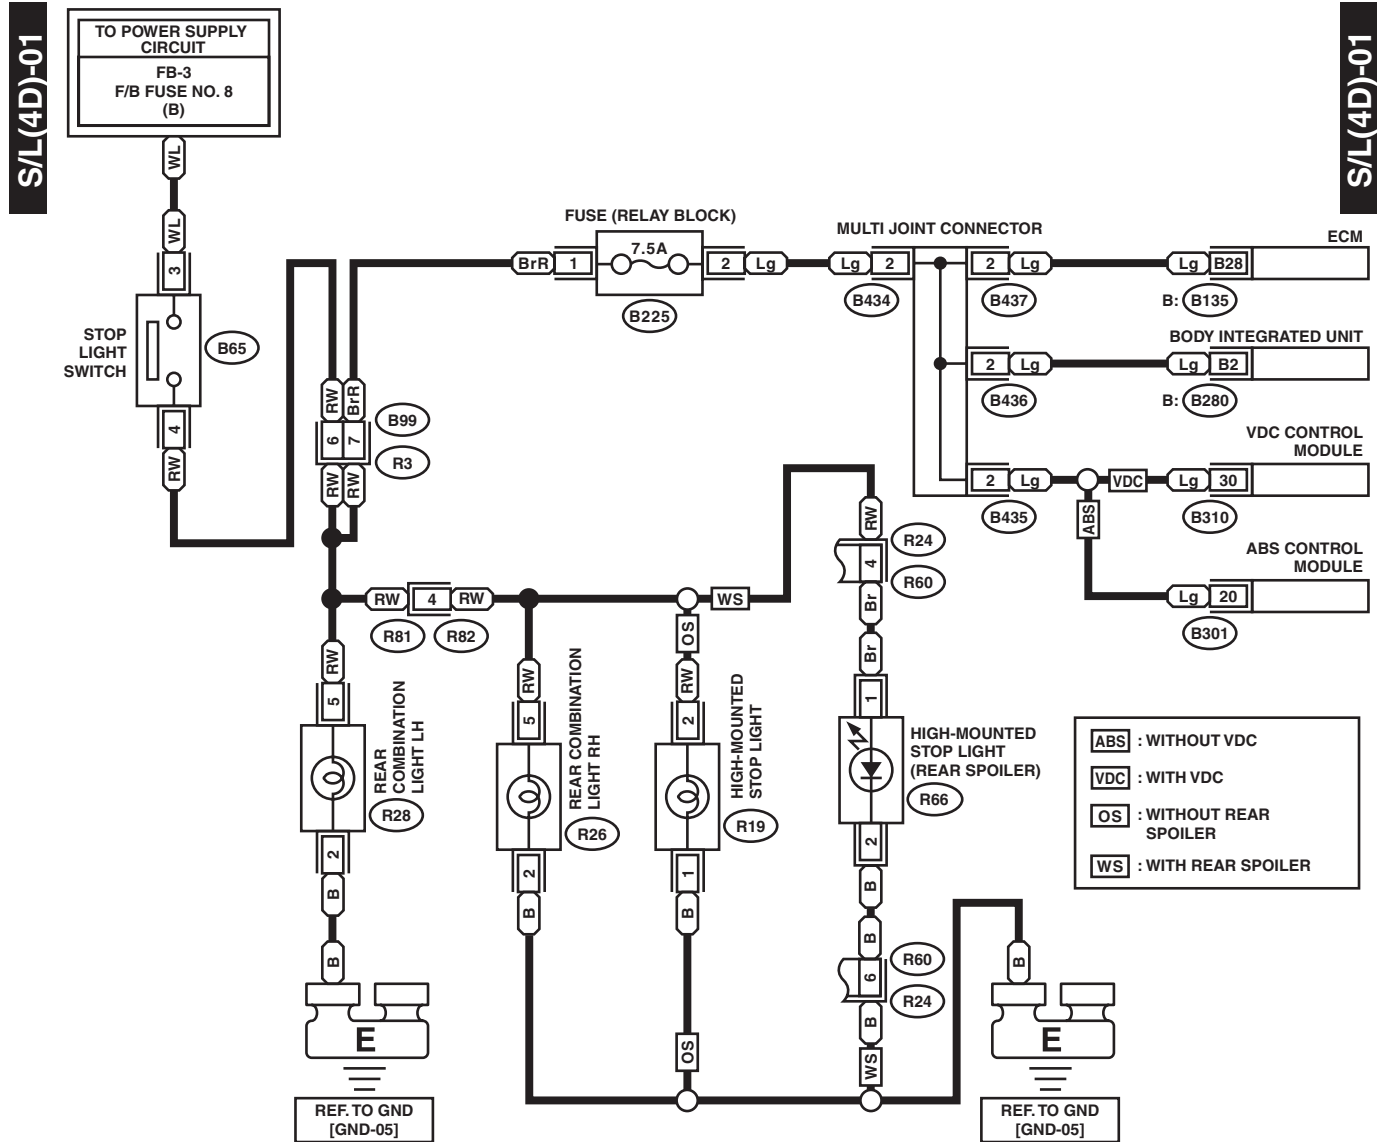 S/L(4D)-01
S/L(4D)-01
TO POWER SUPPLY
CIRCUIT
FB-3
F/B FUSE NO. 8
(B)
WL
WL
3
STOP
LIGHT
SWITCH
B65
4
RW
RW
BrR
6
7
B99
R3
RW
RW
BrR
1
FUSE (RELAY BLOCK)
7.5A
2
Lg
B225
MULTI JOINT CONNECTOR
Lg
2
B434
2
Lg
B437
Lg
B28
ECM
B: B135
2
Lg
B436
Lg
B2
BODY INTEGRATED UNIT
B: B280
2
Lg
B435
VDC
Lg
30
VDC CONTROL
MODULE
B310
ABS
Lg
20
ABS CONTROL
MODULE
B301
RW
4
RW
R81
R82
WS
OS
RW
R24
4
R60
Br
Br
1
HIGH-MOUNTED
STOP LIGHT
(REAR SPOILER)
R66
2
B
B
R60
6
R24
B
WS
RW
5
REAR
COMBINATION
LIGHT LH
R28
2
B
B
E
REF. TO GND
[GND-05]
RW
5
REAR COMBINATION
LIGHT RH
R26
2
B
RW
2
HIGH-MOUNTED
STOP LIGHT
R19
1
B
OS
B
E
REF. TO GND
[GND-05]
ABS : WITHOUT VDC
VDC : WITH VDC
OS : WITHOUT REAR
SPOILER
WS : WITH REAR SPOILER